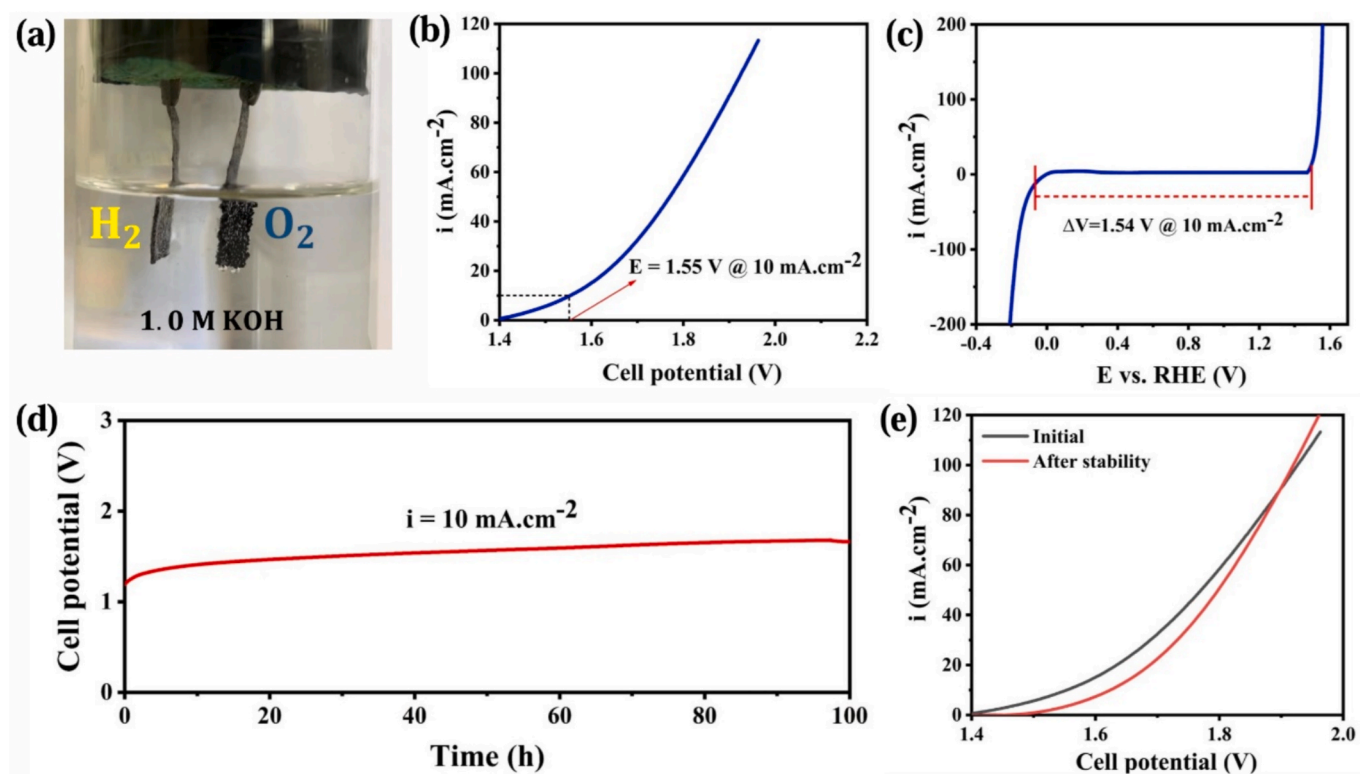 (a)
H₂
O₂
1.0 M KOH
(b)
i (mA.cm⁻²)
120
100
80
60
40
20
0
E = 1.55 V @ 10 mA.cm⁻²
1.4 1.6 1.8 2.0 2.2
Cell potential (V)
(c)
i (mA.cm⁻²)
200
100
0
-100
-200
ΔV=1.54 V @ 10 mA.cm⁻²
-0.4 0.0 0.4 0.8 1.2 1.6
E vs. RHE (V)
(d)
Cell potential (V)
3
2
1
0
i = 10 mA.cm⁻²
0 20 40 60 80 100
Time (h)
(e)
i (mA.cm⁻²)
120
100
80
60
40
20
0
Initial
After stability
1.4 1.6 1.8 2.0
Cell potential (V)